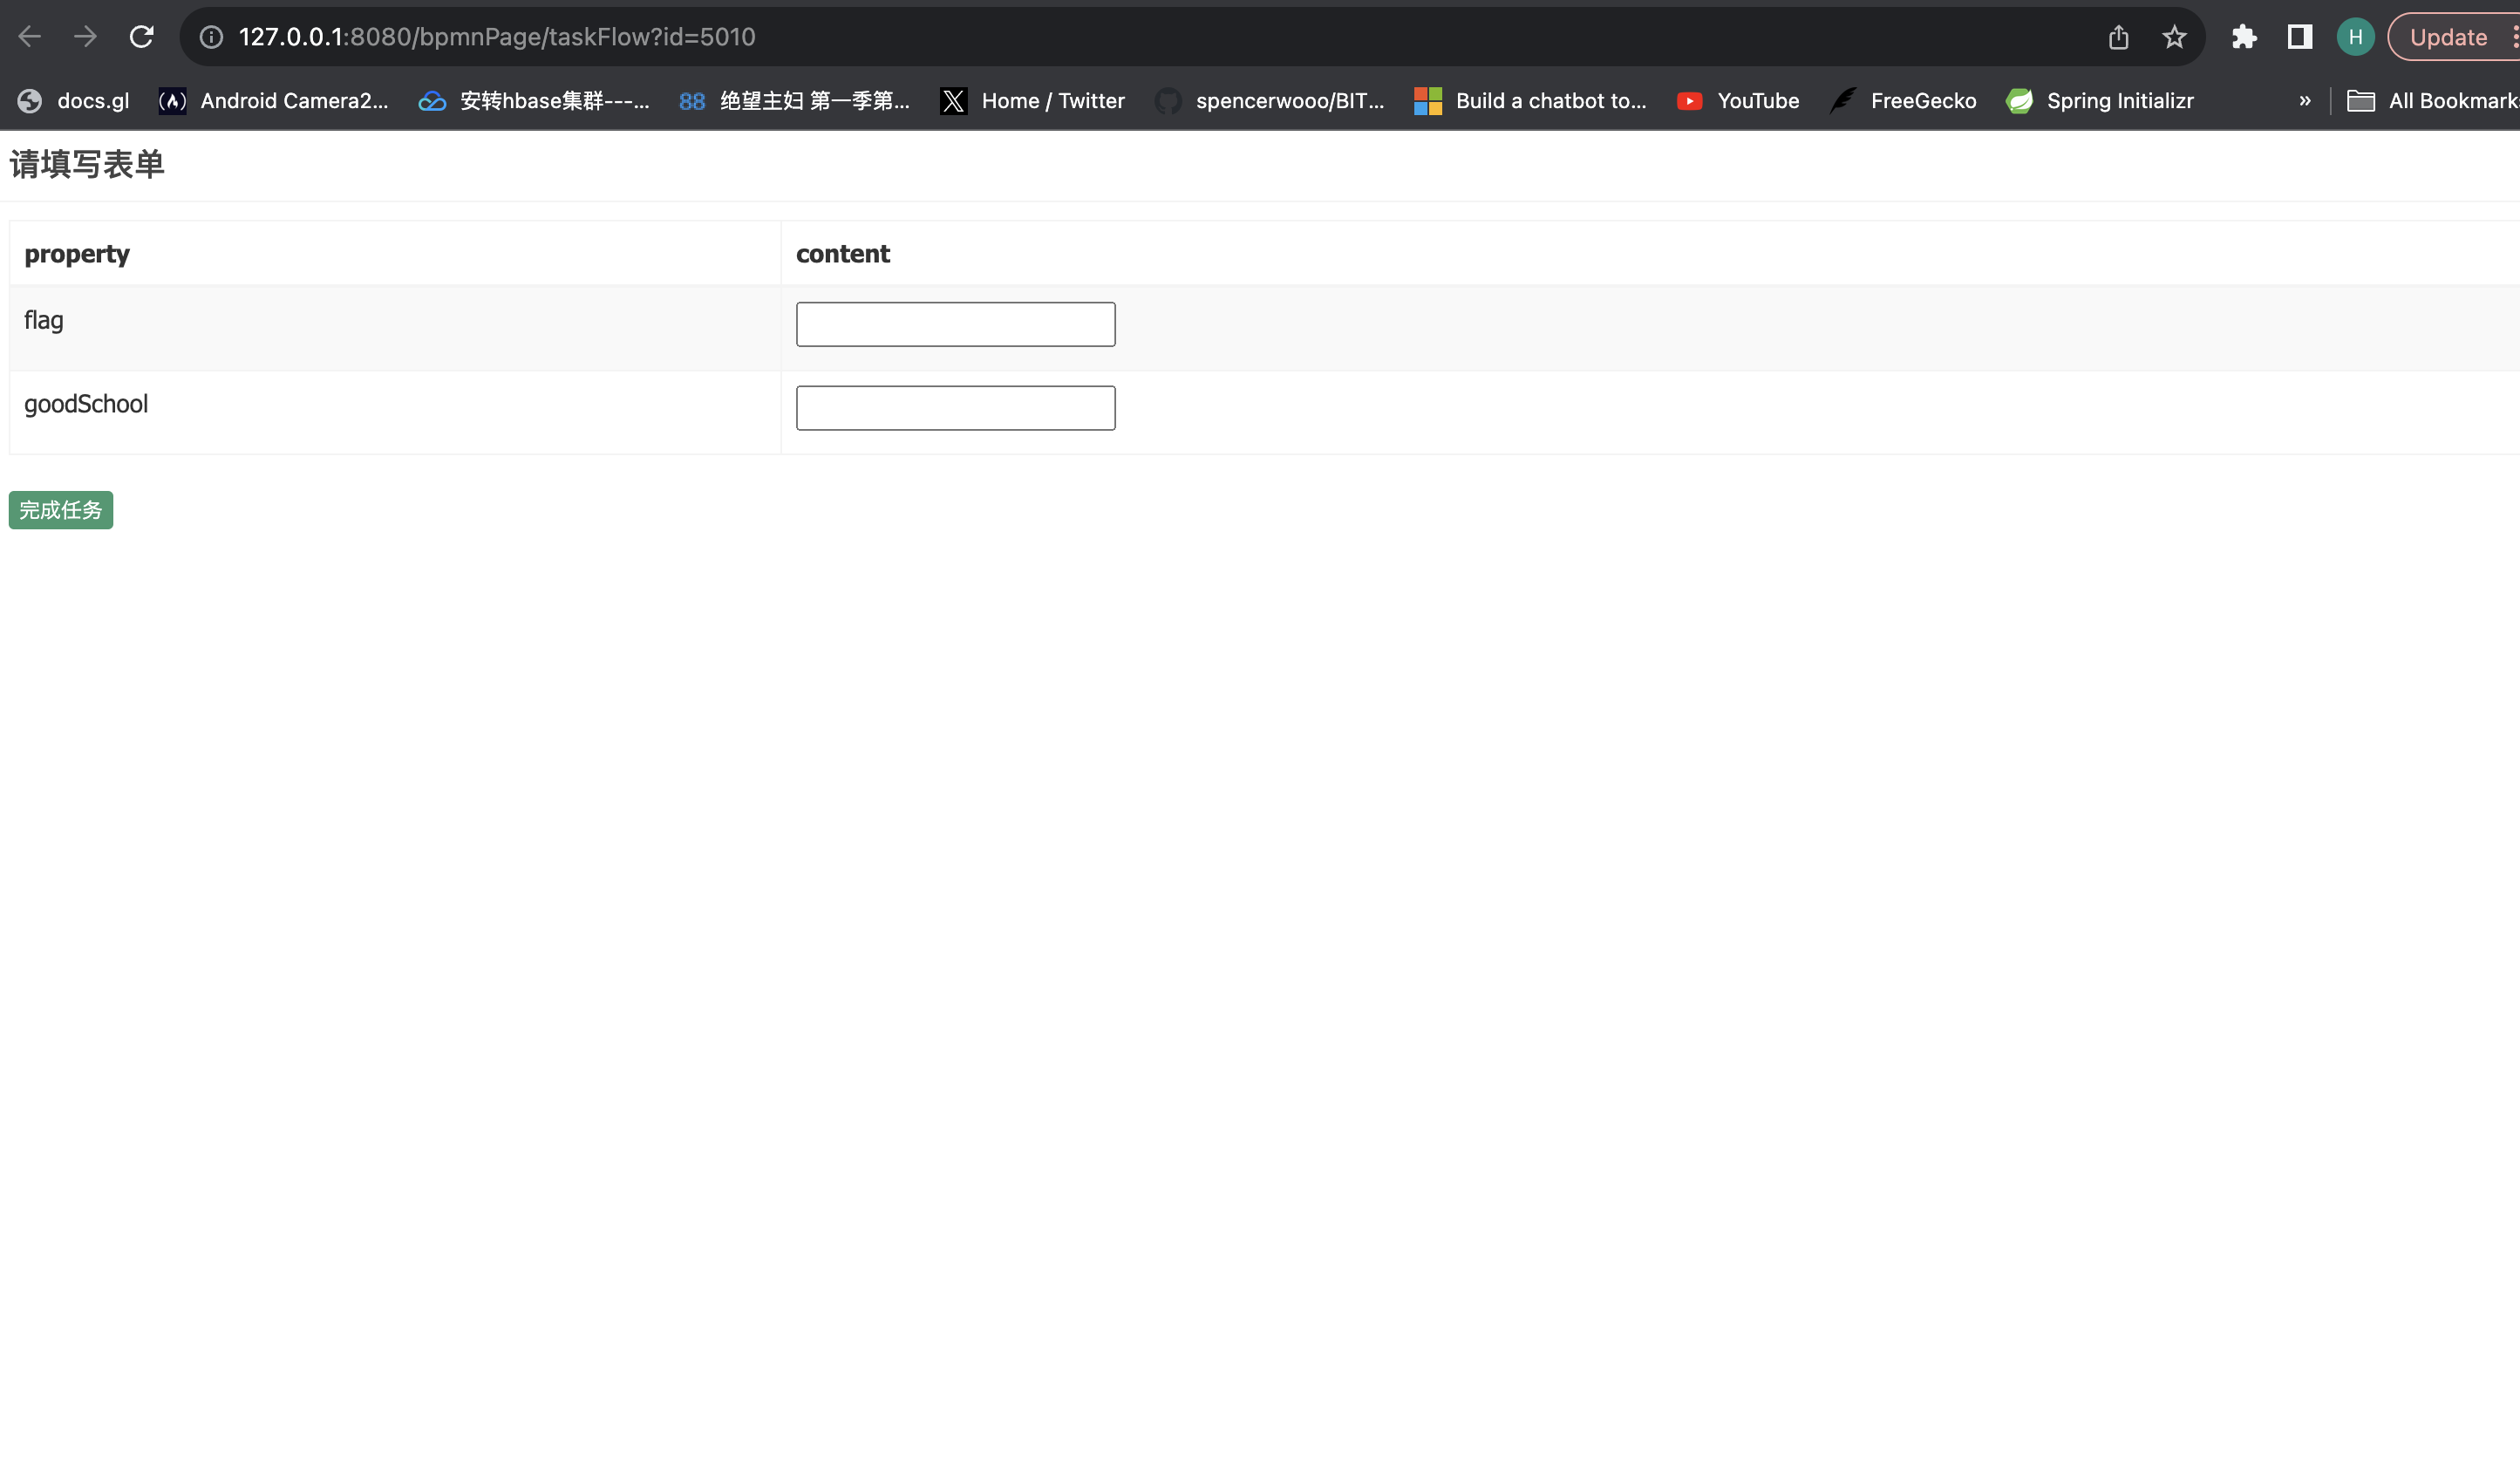 127.0.0.1:8080/bpmnPage/taskFlow?id=5010
H
Update
docs.gl
Android Camera2...
安转hbase集群---...
88 绝望主妇 第一季第...
Home / Twitter
spencerwooo/BIT...
Build a chatbot to...
YouTube
FreeGecko
Spring Initializr
»
All Bookmark
请填写表单
property content
flag
goodSchool
完成任务